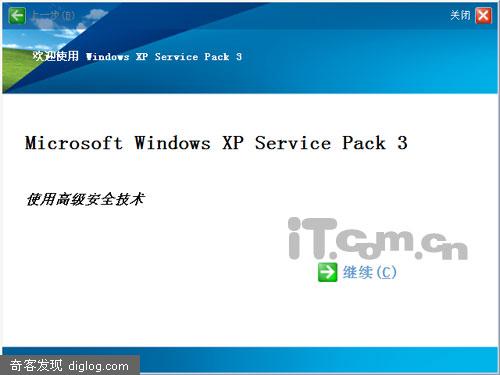 上一步(B)
关闭
欢迎使用 Windows XP Service Pack 3
Microsoft Windows XP Service Pack 3
使用高级安全技术
iT.com.cn
继续(C)
奇客发现 diglog.com